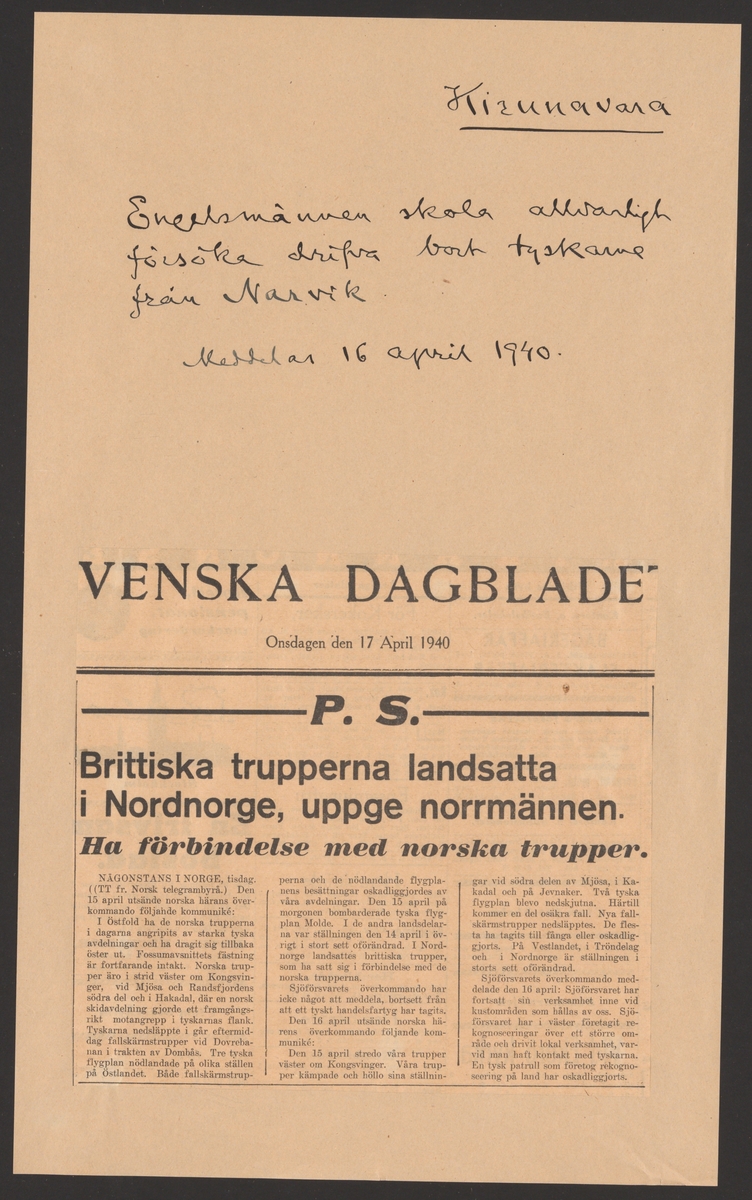 Kirunavara
Engelsmännen skola allvarligt
försöka drifva bort tyskarne
från Narvik.
Meddelas 16 april 1940.
VENSKA DAGBLADE
Onsdagen den 17 April 1940
P. S.
Brittiska trupperna landsatta
i Nordnorge, uppge norrmännen.
Ha förbindelse med norska trupper.
NÅGONSTANS I NORGE, tisdag.
((TT fr. Norsk telegrambyrå.) Den
15 april utsände norska härans över-
kommando följande kommuniké:
I Östfold ha de norska trupperna
i dagarna angripits av starka tyska
avdelningar och ha dragit sig tillbaka
öster ut. Fossumavsnittets fästning
är fortfarande intakt. Norska trup-
per äro i strid väster om Kongsvin-
ger, vid Mjösa och Randsfjordens
södra del och i Hakadal, där en norsk
skidavdelning gjorde ett framgångs-
rikt motangrepp i tyskarnas flank.
Tyskarna nedsläppte i går eftermid-
dag fallskärmstrupper vid Dovreba-
nan i trakten av Dombås. Tre tyska
flygplan nödlandade på olika ställen
på Östlandet. Både fallskärmstrup-
perna och de nödlandande flygpla-
nens besättningar oskadliggjordes av
våra avdelningar. Den 15 april på
morgonen bombarderade tyska flyg-
plan Molde. I de andra landsdelar-
na var ställningen den 14 april i öv-
rigt i stort sett oförändrad. I Nord-
norge landsattes brittiska trupper,
som ha satt sig i förbindelse med de
norska trupperna.
Sjöförsvarets överkommando har
icke något att meddela, bortsett från
att ett tyskt handelsfartyg har tagits.
Den 16 april utsände norska hä-
rens överkommando följande kom-
muniké:
Den 15 april stredo våra trupper
väster om Kongsvinger. Våra trup-
per kämpade och höllo sina ställnin-
gar vid södra delen av Mjösa, i Ka-
kadal och på Jevnaker. Två tyska
flygplan blevo nedskjutna. Härtill
kommer en del osäkra fall. Nya fall-
skärmstrupper nedsläpptes. De fles-
ta ha tagits till fånga eller oskadlig-
gjorts. På Vestlandet, i Tröndelag
och i Nordnorge är ställningen i
storts sett oförändrad.
Sjöförsvarets överkommando med-
delade den 16 april: Sjöförsvaret har
fortsatt sin verksamhet inne vid
kustområden som hållas av oss. Sjö-
försvaret har i väster företagit re-
kognosceringar över ett större om-
råde och drivit lokal verksamhet, var-
vid man haft kontakt med tyskarna.
En tysk patrull som företog rekogno-
scering på land har oskadliggjorts.